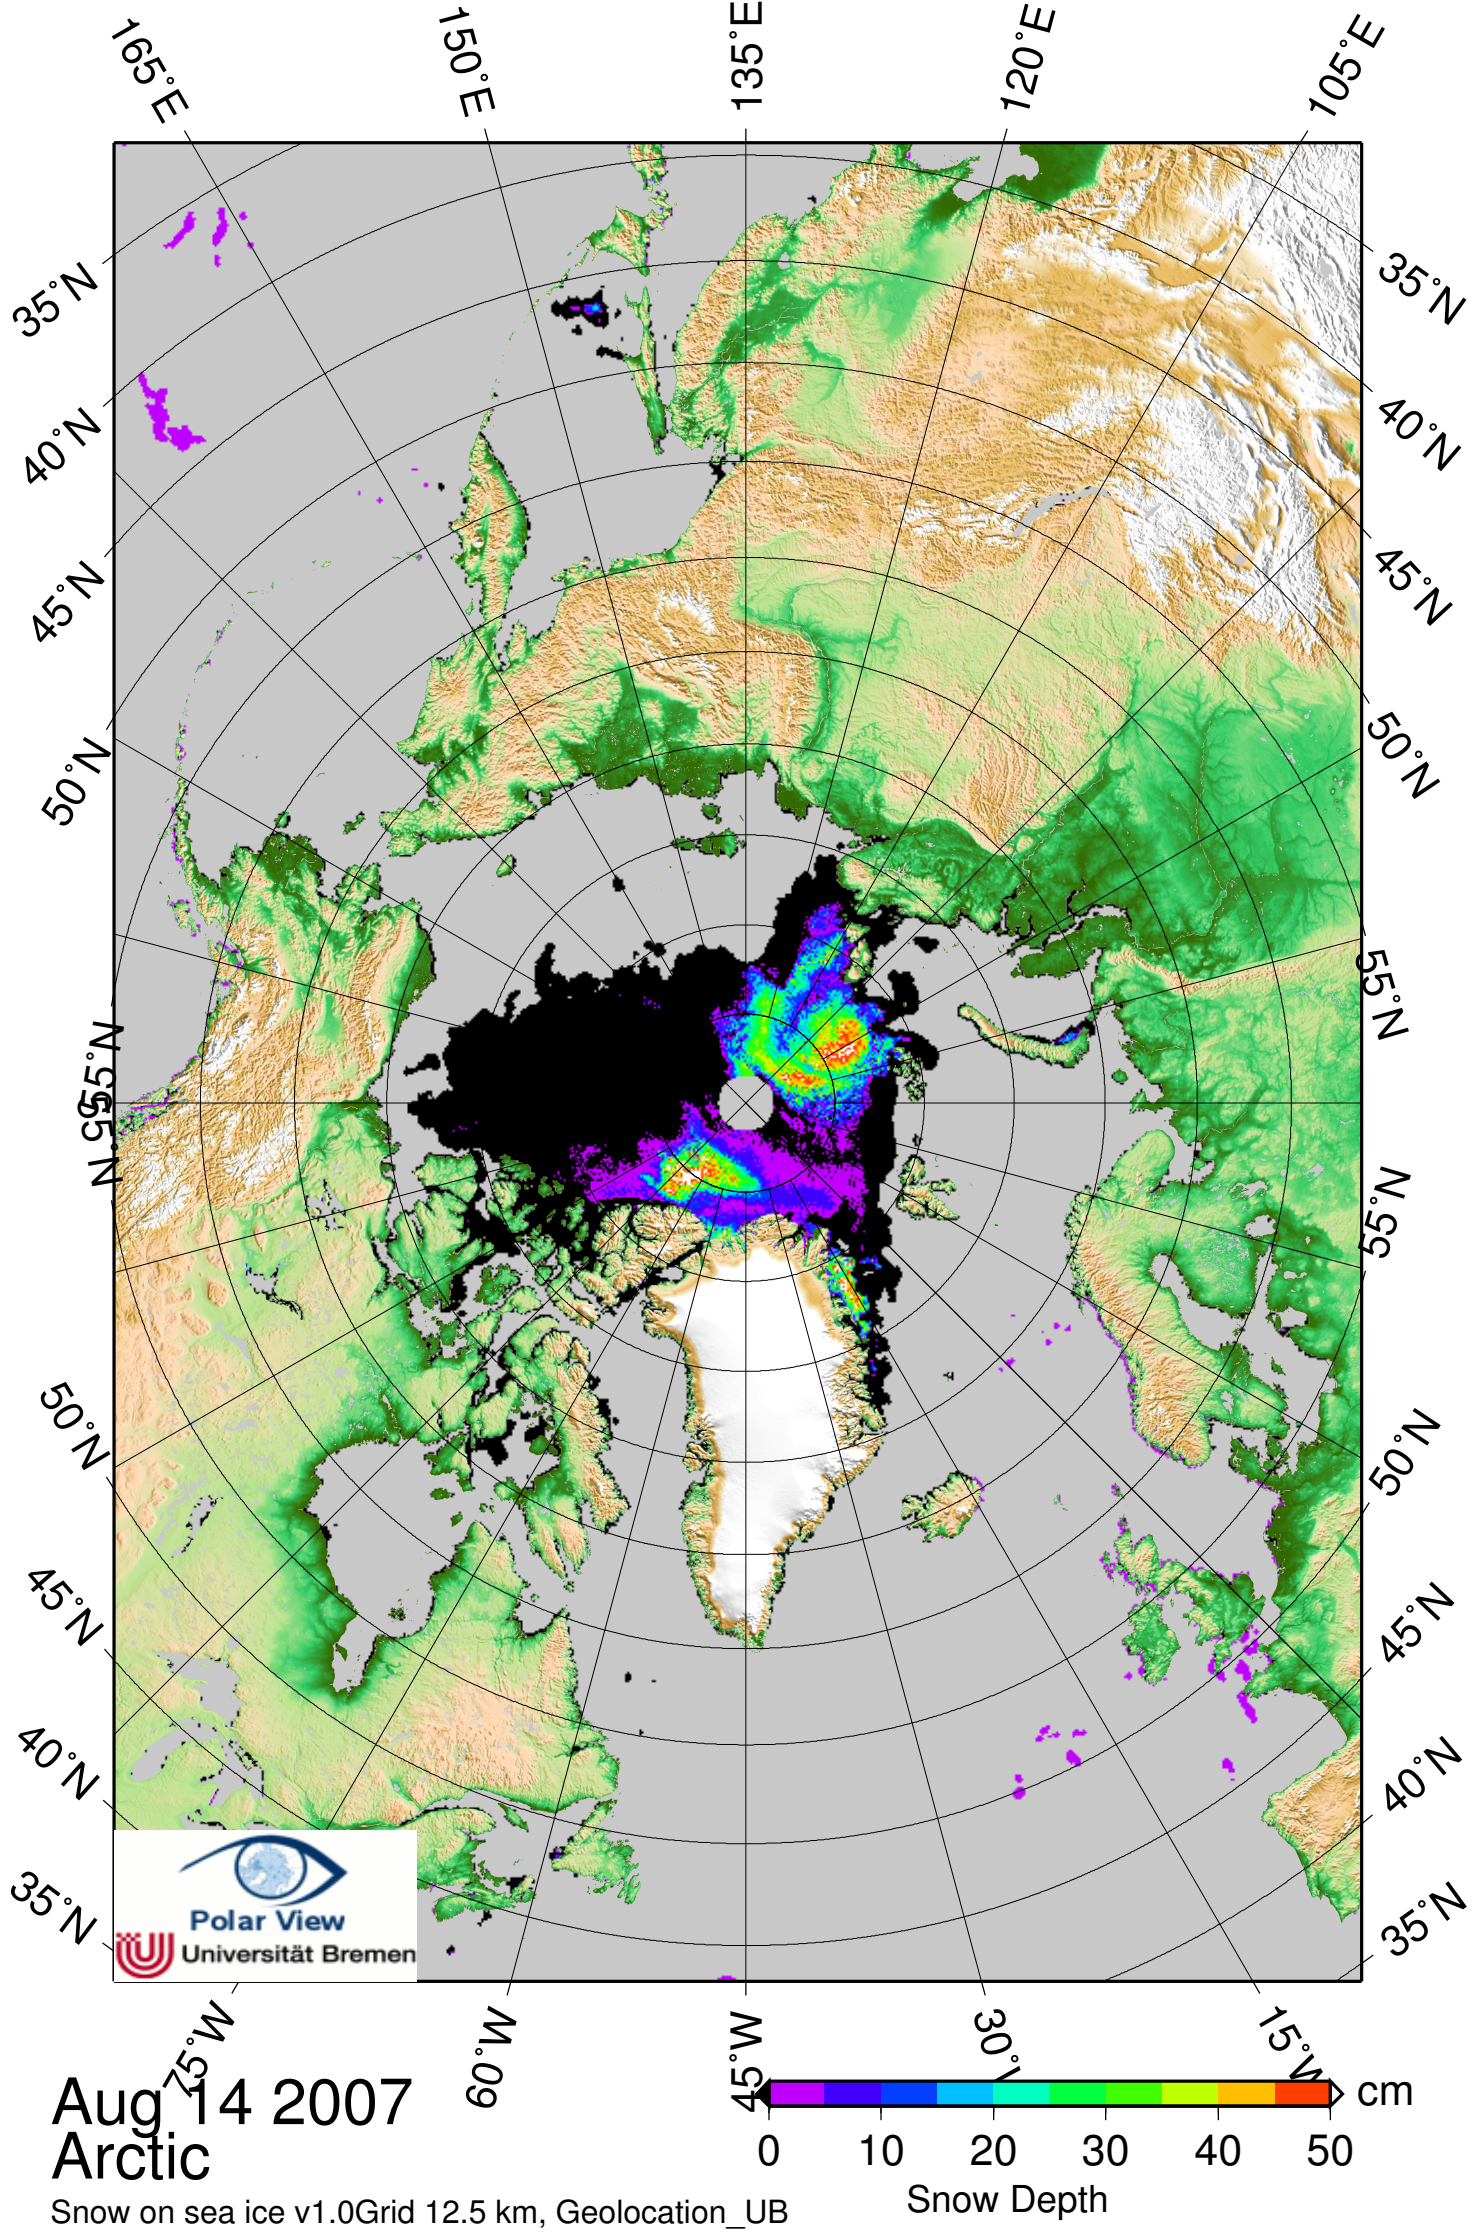 165°E 150°E 135°E 120°E 105°E
35°N 35°N
40°N 40°N
45°N 45°N
50°N 50°N
55°N 55°N
55°N 55°N
50°N 50°N
45°N 45°N
40°N 40°N
35°N 35°N
Polar View
Universität Bremen
75°W 60°W 45°W 30°W 15°W
Aug 14 2007
Arctic
Snow on sea ice v1.0Grid 12.5 km, Geolocation_UB
cm
0 10 20 30 40 50
Snow Depth